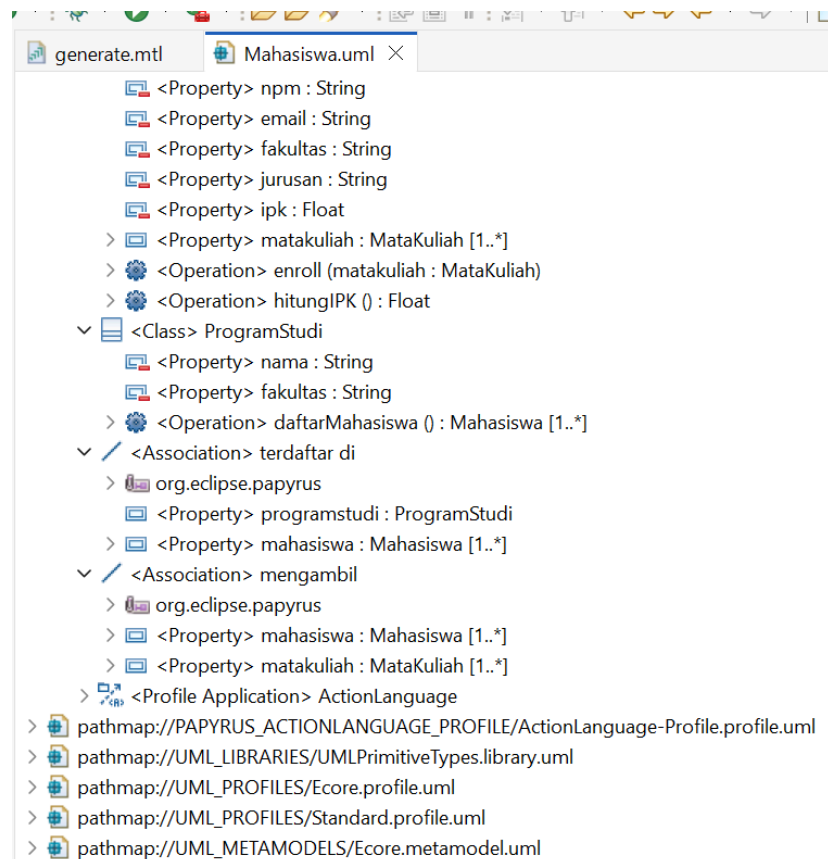 generate.mtl
Mahasiswa.uml
<Property> npm : String
<Property> email : String
<Property> fakultas : String
<Property> jurusan : String
<Property> ipk : Float
<Property> matakuliah : MataKuliah [1..*]
<Operation> enroll (matakuliah : MataKuliah)
<Operation> hitungIPK () : Float
<Class> ProgramStudi
<Property> nama : String
<Property> fakultas : String
<Operation> daftarMahasiswa () : Mahasiswa [1..*]
<Association> terdaftar di
org.eclipse.papyrus
<Property> programstudi : ProgramStudi
<Property> mahasiswa : Mahasiswa [1..*]
<Association> mengambil
org.eclipse.papyrus
<Property> mahasiswa : Mahasiswa [1..*]
<Property> matakuliah : MataKuliah [1..*]
<Profile Application> ActionLanguage
pathmap://PAPYRUS_ACTIONLANGUAGE_PROFILE/ActionLanguage-Profile.profile.uml
pathmap://UML_LIBRARIES/UMLPrimitiveTypes.library.uml
pathmap://UML_PROFILES/Ecore.profile.uml
pathmap://UML_PROFILES/Standard.profile.uml
pathmap://UML_METAMODELS/Ecore.metamodel.uml